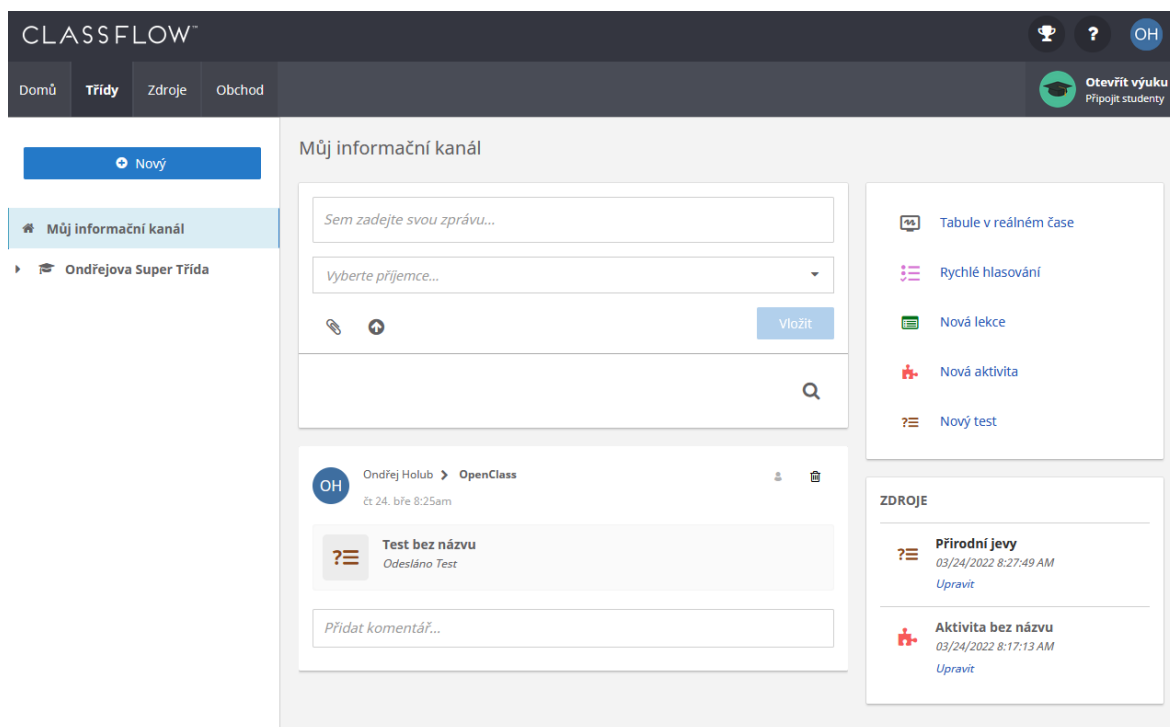 CLASSFLOW™
?
OH
Domů
Třídy
Zdroje
Obchod
Otevřít výuku
Připojit studenty
Nový
Můj informační kanál
Ondřejova Super Třída
Můj informační kanál
Sem zadejte svou zprávu...
Vyberte příjemce...
Vložit
OH
Ondřej Holub > OpenClass
čt 24. bře 8:25am
Test bez názvu
Odesláno Test
Přidat komentář...
Tabule v reálném čase
Rychlé hlasování
Nová lekce
Nová aktivita
Nový test
ZDROJE
Přírodní jevy
03/24/2022 8:27:49 AM
Upravit
Aktivita bez názvu
03/24/2022 8:17:13 AM
Upravit